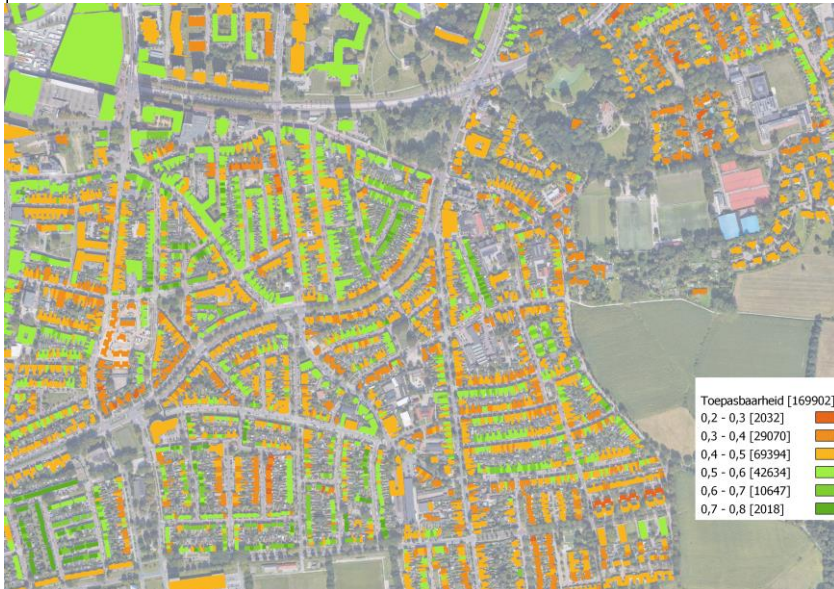 Toepasbaarheid [169902]
0,2 - 0,3 [2032]
0,3 - 0,4 [29070]
0,4 - 0,5 [69394]
0,5 - 0,6 [42634]
0,6 - 0,7 [10647]
0,7 - 0,8 [2018]